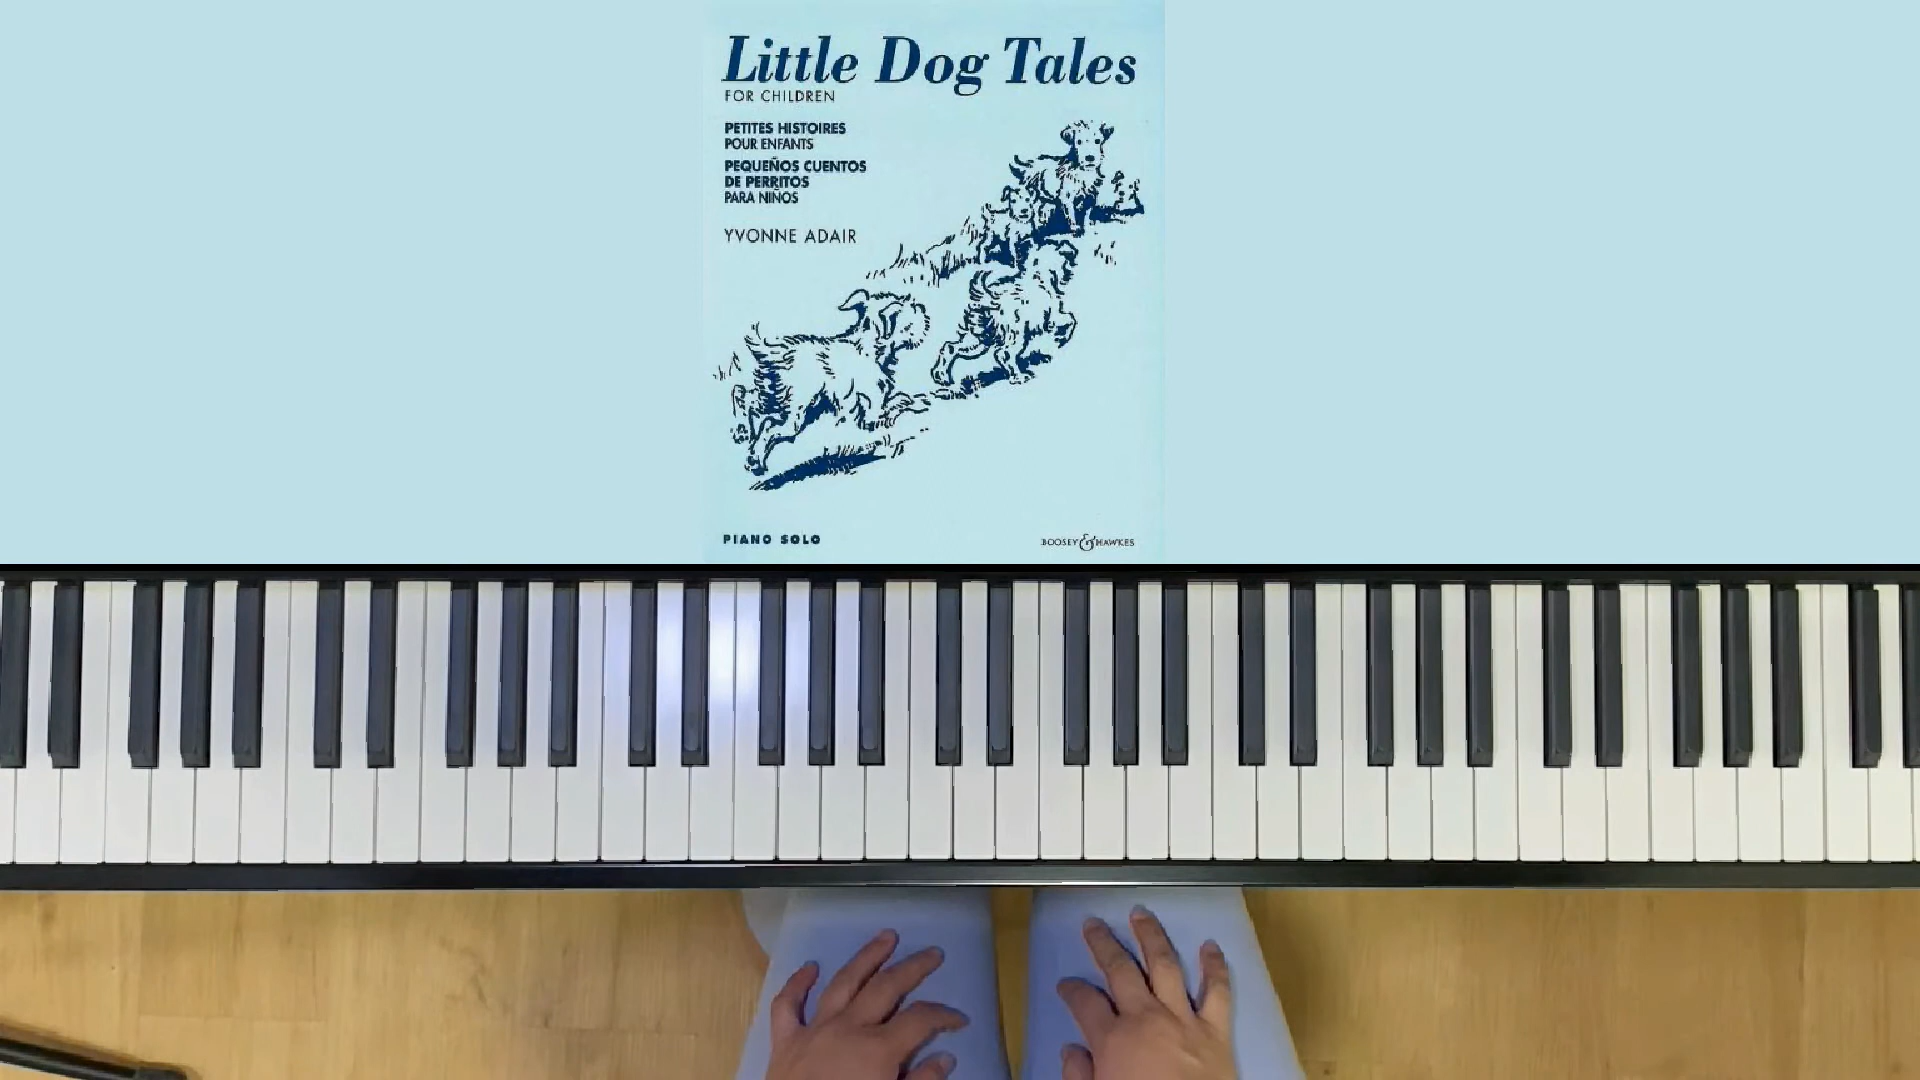 Little Dog Tales
FOR CHILDREN
PETITES HISTOIRES
POUR ENFANTS
PEQUEÑOS CUENTOS
DE PERRITOS
PARA NIÑOS
YVONNE ADAIR
PIANO SOLO
BOOSEY & HAWKES